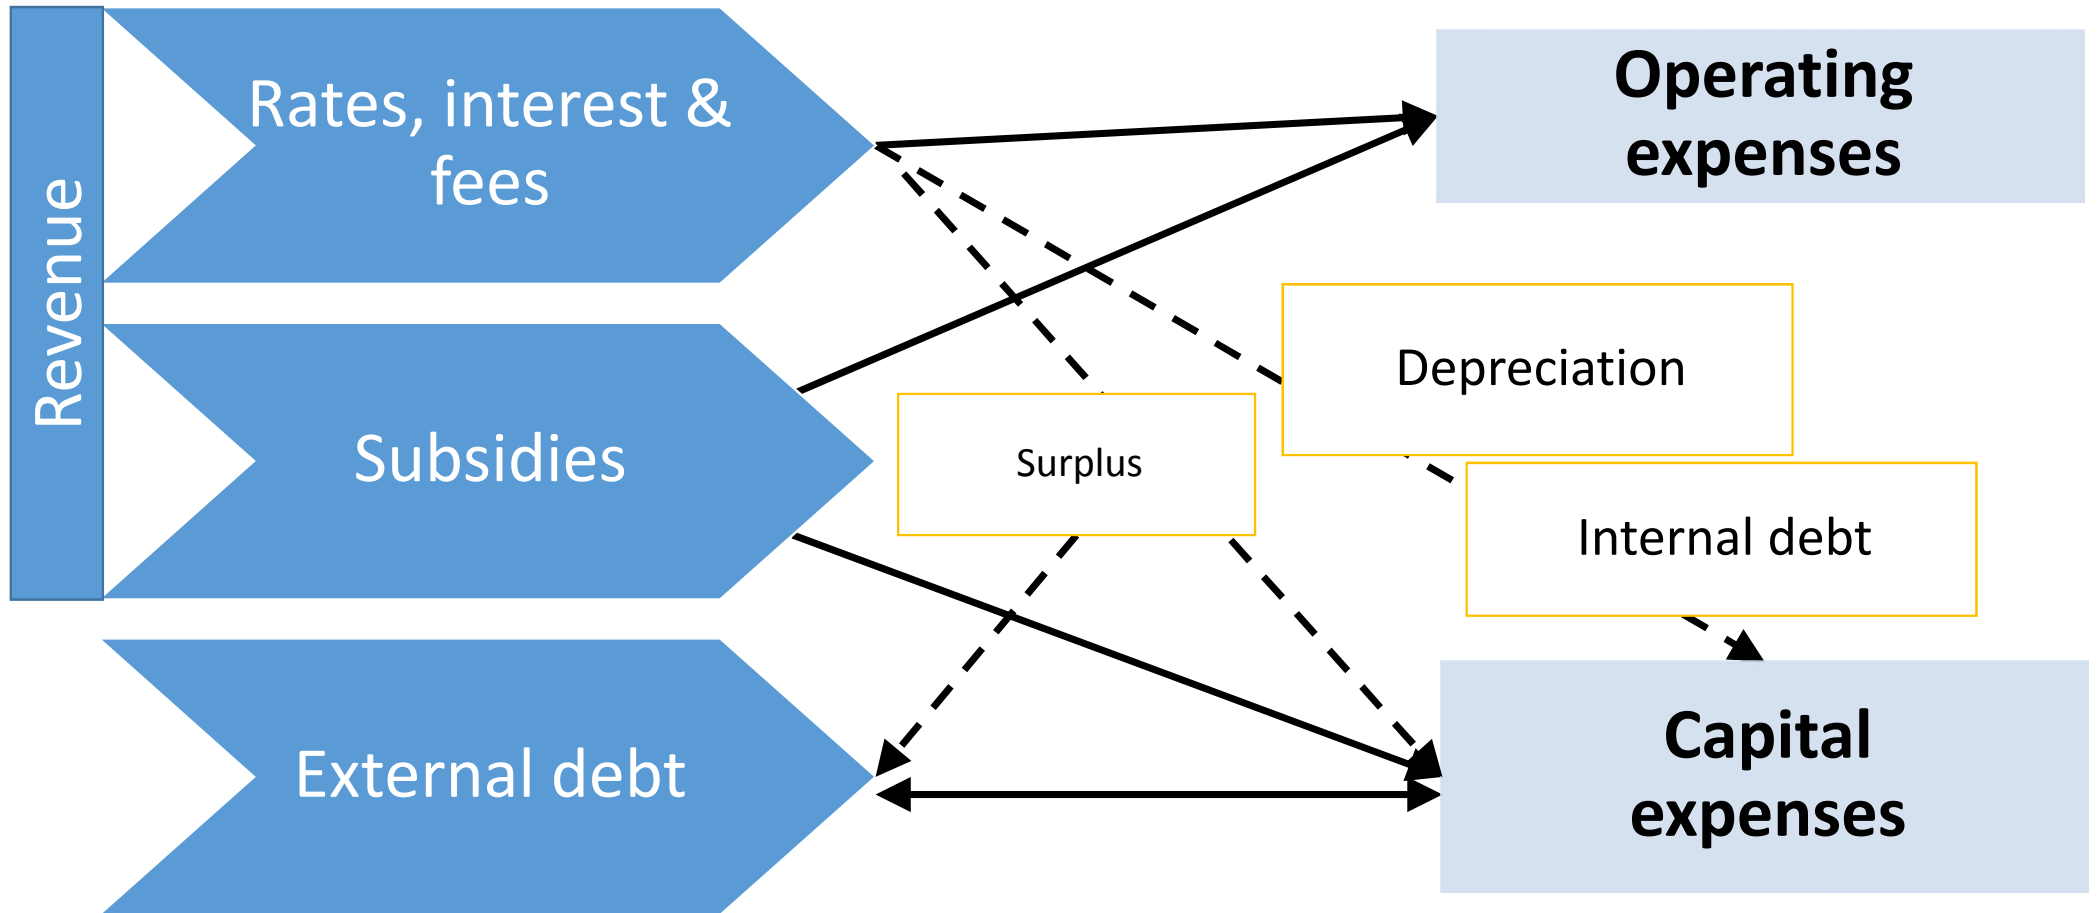 Revenue
Rates, interest &
fees
Subsidies
External debt
Surplus
Depreciation
Internal debt
Operating
expenses
Capital
expenses